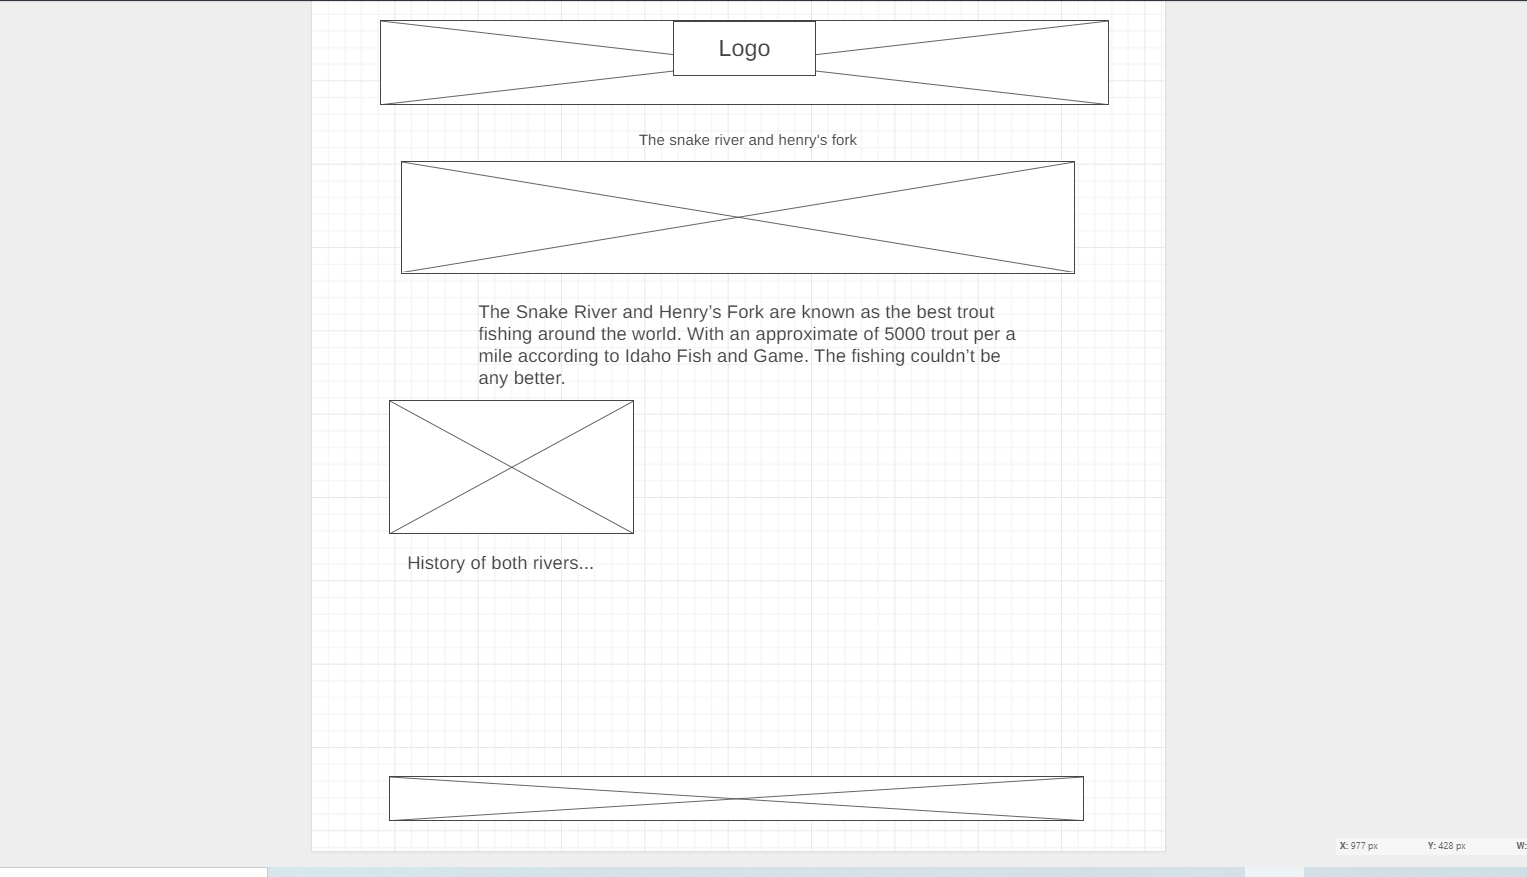 Logo
The snake river and henry's fork
The Snake River and Henry’s Fork are known as the best trout
fishing around the world. With an approximate of 5000 trout per a
mile according to Idaho Fish and Game. The fishing couldn’t be
any better.
History of both rivers...
X: 977 px Y: 428 px W: